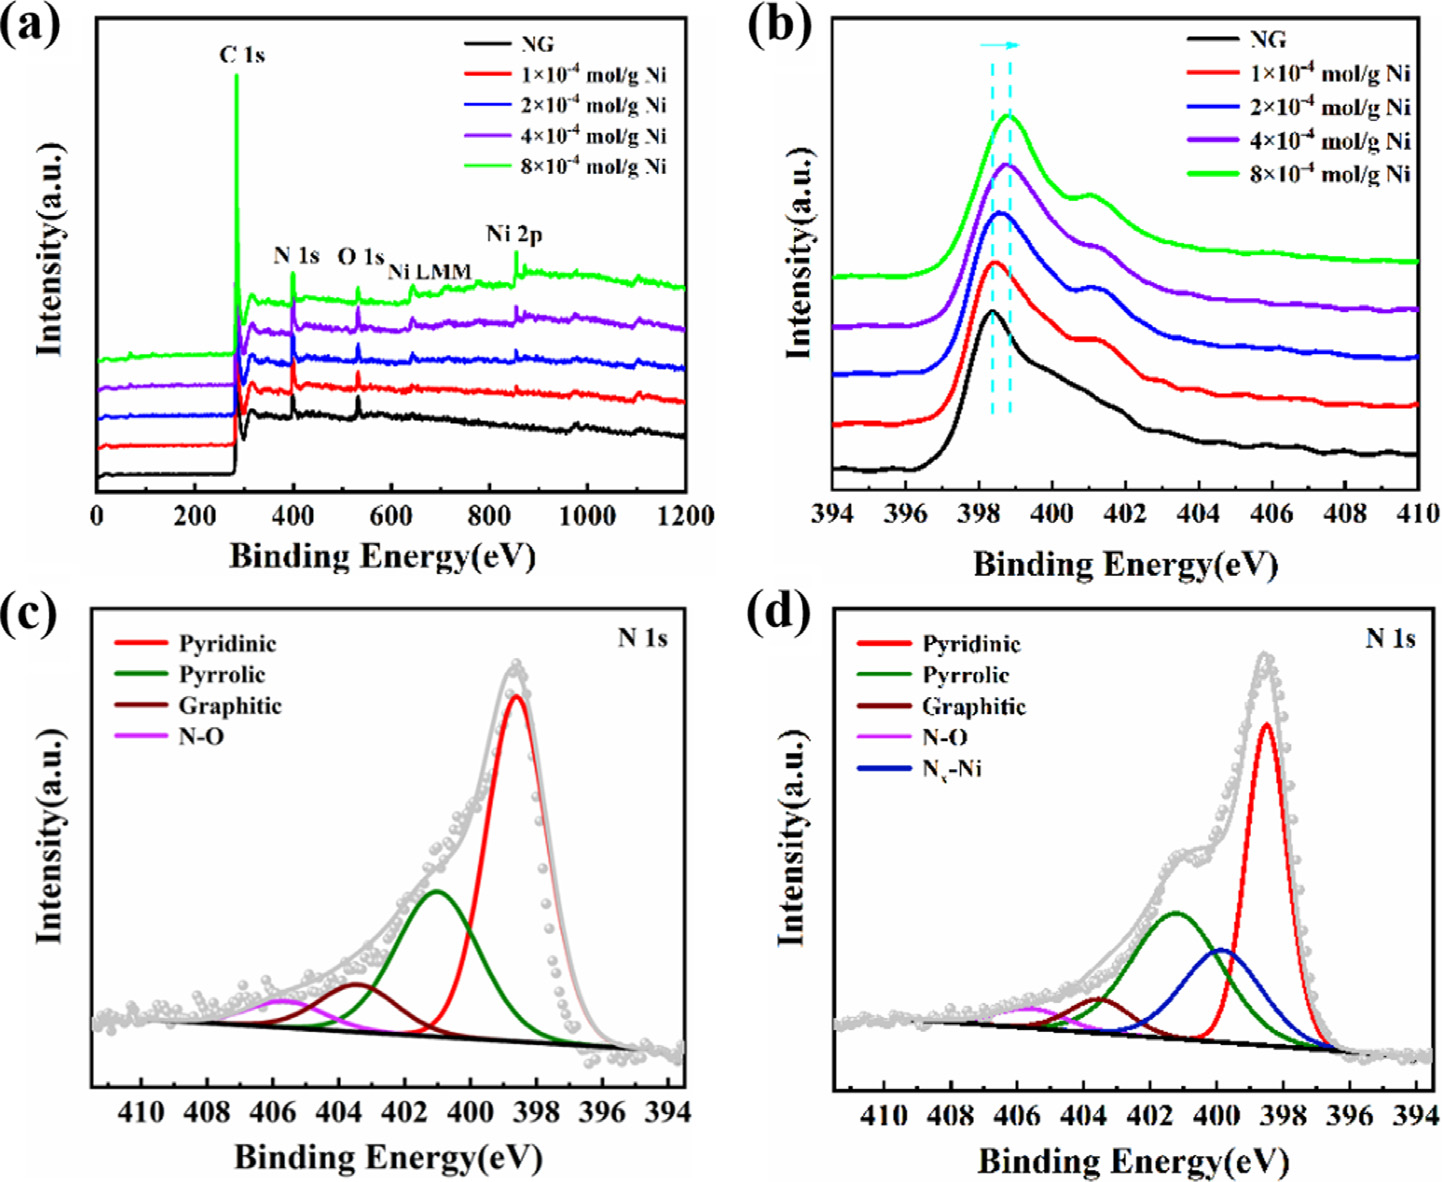 (a)
C 1s
NG
1×10⁻⁴ mol/g Ni
2×10⁻⁴ mol/g Ni
4×10⁻⁴ mol/g Ni
8×10⁻⁴ mol/g Ni
N 1s
O 1s
Ni LMM
Ni 2p
Intensity(a.u.)
0 200 400 600 800 1000 1200
Binding Energy(eV)
(b)
NG
1×10⁻⁴ mol/g Ni
2×10⁻⁴ mol/g Ni
4×10⁻⁴ mol/g Ni
8×10⁻⁴ mol/g Ni
Intensity(a.u.)
394 396 398 400 402 404 406 408 410
Binding Energy(eV)
(c)
N 1s
Pyridinic
Pyrrolic
Graphitic
N-O
Intensity(a.u.)
410 408 406 404 402 400 398 396 394
Binding Energy(eV)
(d)
N 1s
Pyridinic
Pyrrolic
Graphitic
N-O
Nₓ-Ni
Intensity(a.u.)
410 408 406 404 402 400 398 396 394
Binding Energy(eV)